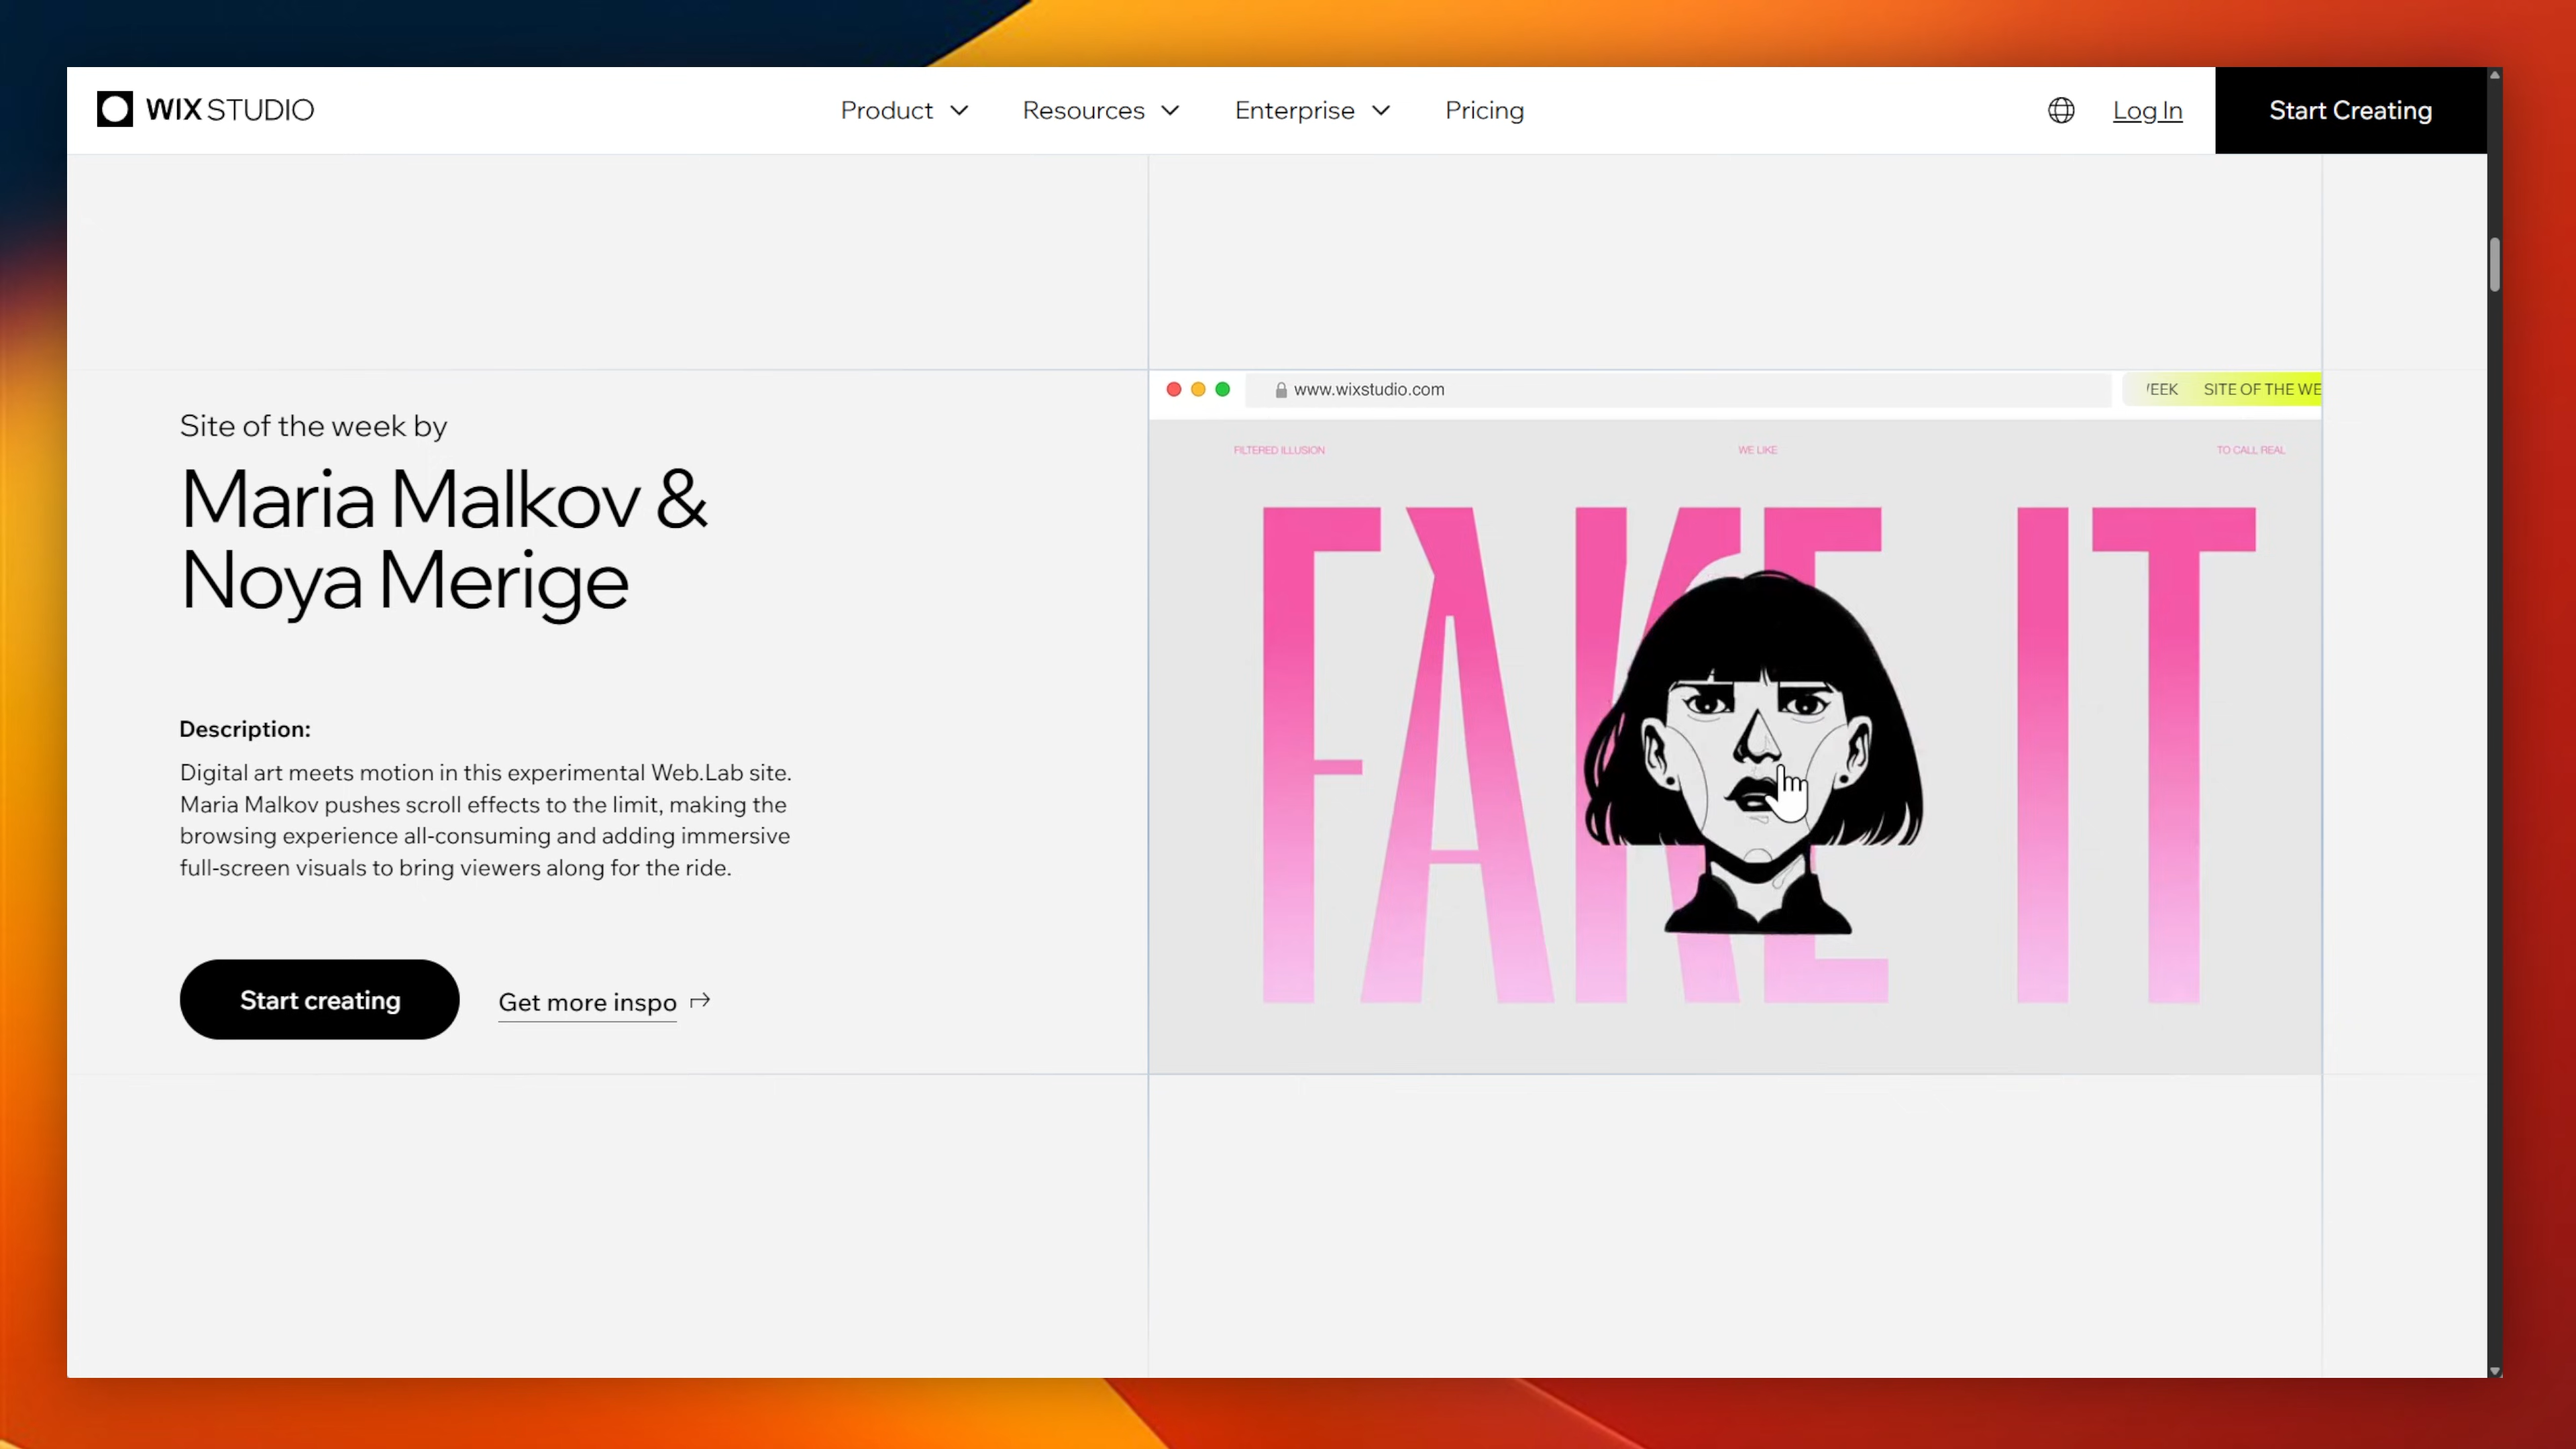 WIX STUDIO
Product
Resources
Enterprise
Pricing
Log In
Start Creating
Site of the week by
Maria Malkov &
Noya Merige
Description:
Digital art meets motion in this experimental Web.Lab site.
Maria Malkov pushes scroll effects to the limit, making the
browsing experience all-consuming and adding immersive
full-screen visuals to bring viewers along for the ride.
Start creating
Get more inspo
www.wixstudio.com
EEK SITE OF THE WE
FILTERED ILLUSION
WE LIKE
TO CALL REAL
FAKE IT